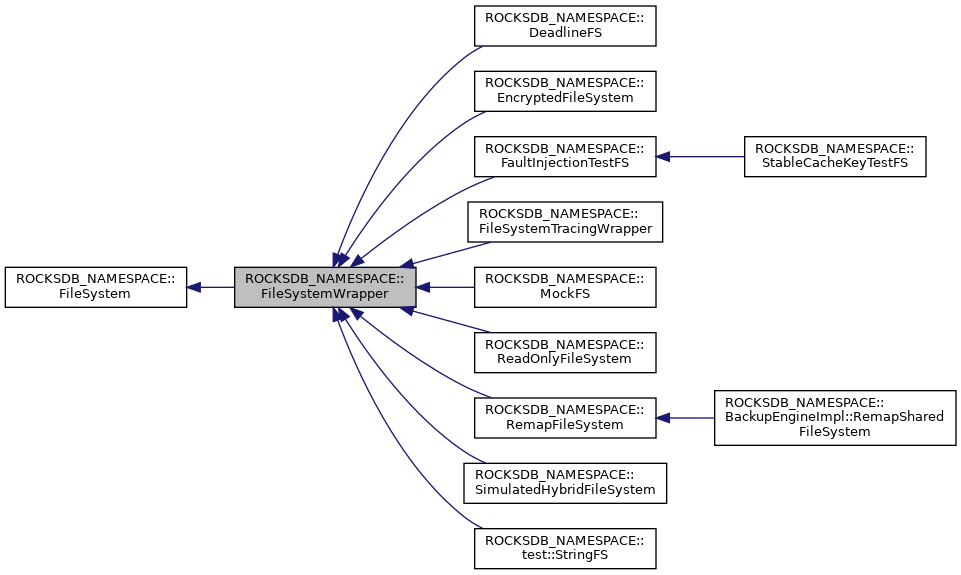 ROCKSDB_NAMESPACE::
DeadlineFS
ROCKSDB_NAMESPACE::
EncryptedFileSystem
ROCKSDB_NAMESPACE::
FaultInjectionTestFS
ROCKSDB_NAMESPACE::
StableCacheKeyTestFS
ROCKSDB_NAMESPACE::
FileSystemTracingWrapper
ROCKSDB_NAMESPACE::
FileSystem
ROCKSDB_NAMESPACE::
FileSystemWrapper
ROCKSDB_NAMESPACE::
MockFS
ROCKSDB_NAMESPACE::
ReadOnlyFileSystem
ROCKSDB_NAMESPACE::
RemapFileSystem
ROCKSDB_NAMESPACE::
BackupEngineImpl::RemapShared
FileSystem
ROCKSDB_NAMESPACE::
SimulatedHybridFileSystem
ROCKSDB_NAMESPACE::
test::StringFS